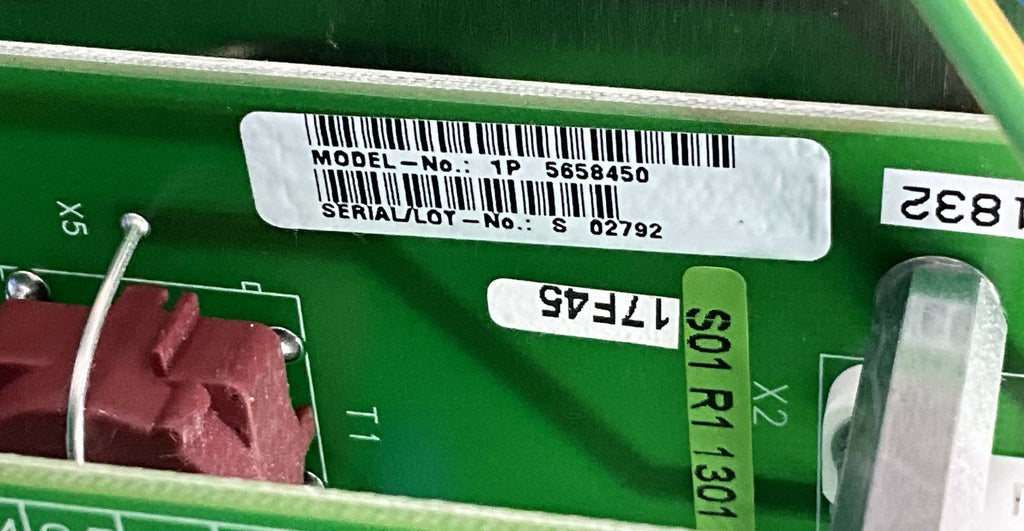 MODEL-No.: 1P 5658450
SERIAL/LOT-No.: S 02792
1832
X5
17F45
S01 R1 1301
X2
T1